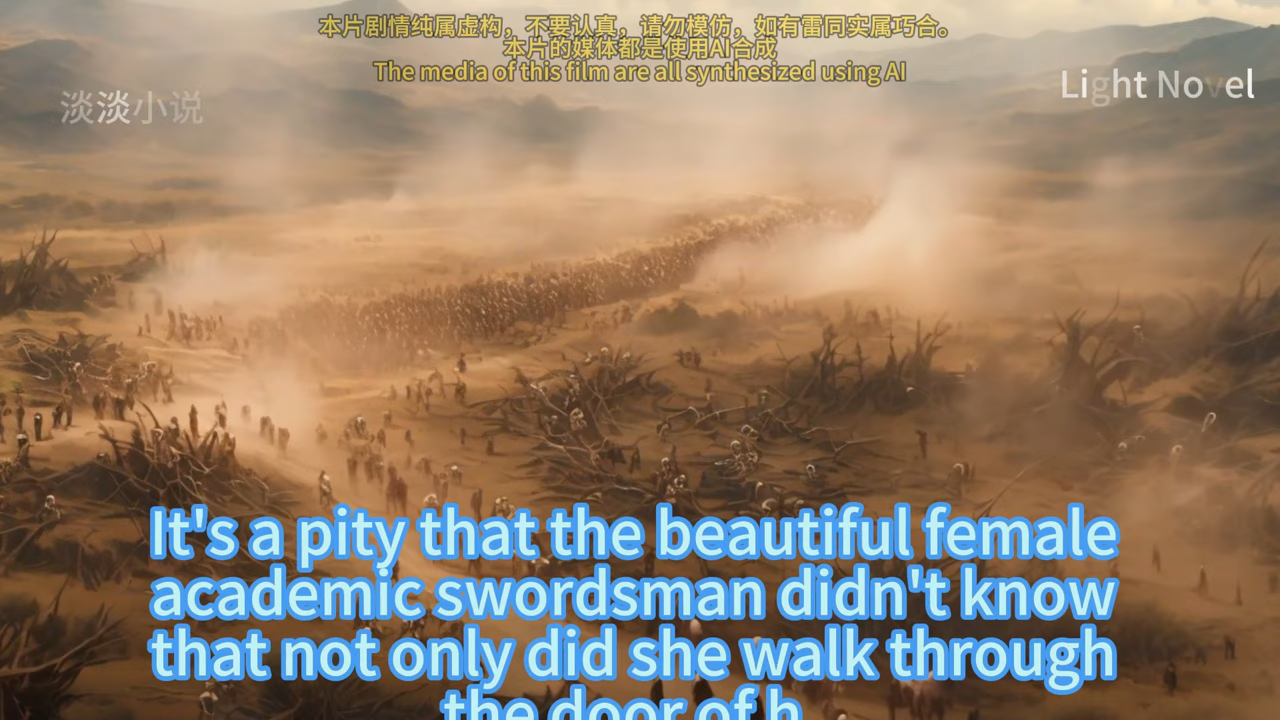 本片剧情纯属虚构，不要认真，请勿模仿，如有雷同实属巧合。
本片的媒体都是使用AI合成
The media of this film are all synthesized using AI
Light Novel
淡淡小说
It's a pity that the beautiful female
academic swordsman didn't know
that not only did she walk through
the door of h